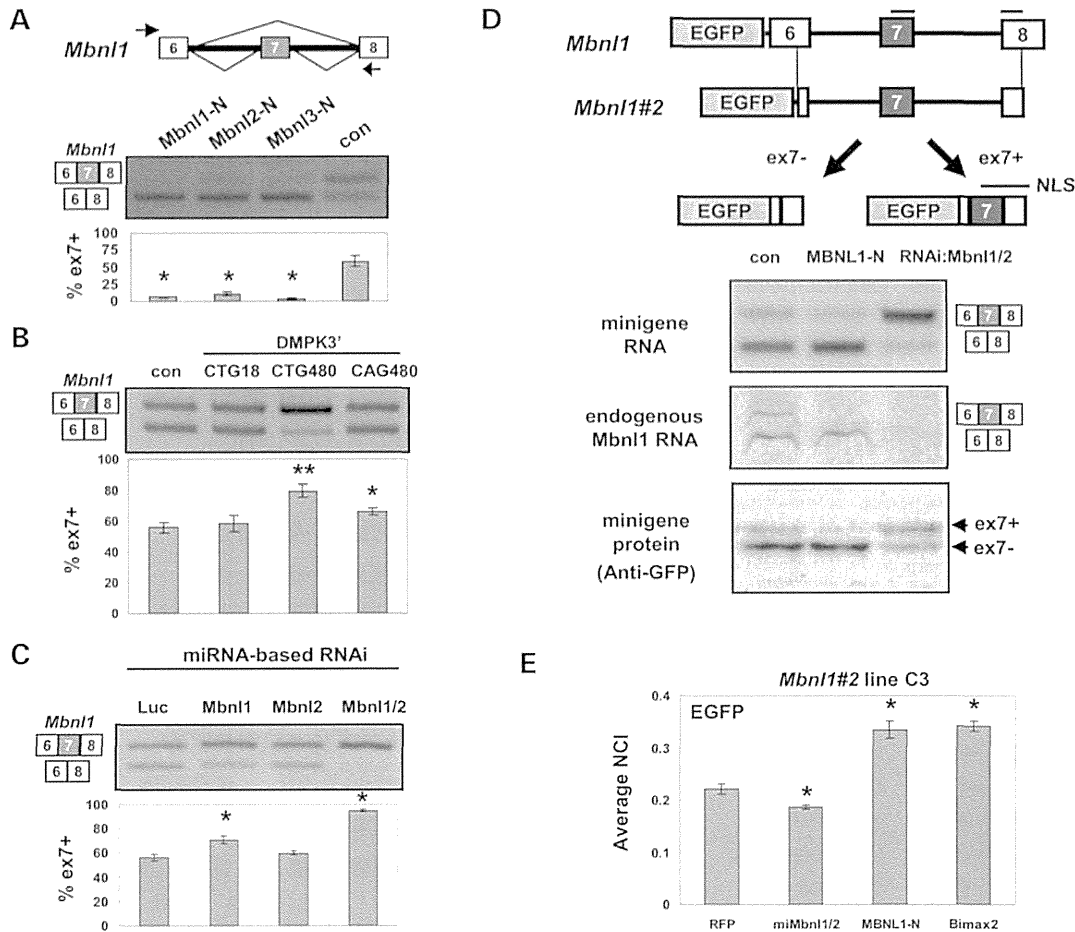 A
Mbnl1
6 7 8
Mbnl1-N Mbnl2-N Mbnl3-N con
Mbnl1
6 7 8
6 8
% ex7+
100
75
50
25
0
* * *
B
DMPK3'
con CTG18 CTG480 CAG480
Mbnl1
6 7 8
6 8
% ex7+
100
80
60
40
20
0
** *
C
miRNA-based RNAi
Luc Mbnl1 Mbnl2 Mbnl1/2
Mbnl1
6 7 8
6 8
% ex7+
100
80
60
40
20
0
* *
D
Mbnl1
EGFP 6 7 8
Mbnl1#2
EGFP 7
ex7- ex7+
NLS
EGFP
EGFP 7
con MBNL1-N RNAi:Mbnl1/2
minigene
RNA
6 7 8
6 8
endogenous
Mbnl1 RNA
6 7 8
6 8
minigene
protein
(Anti-GFP)
ex7+
ex7-
E
Mbnl1#2 line C3
EGFP
Average NCI
0.4
0.3
0.2
0.1
0
* * *
RFP miMbnl1/2 MBNL1-N Bimax2